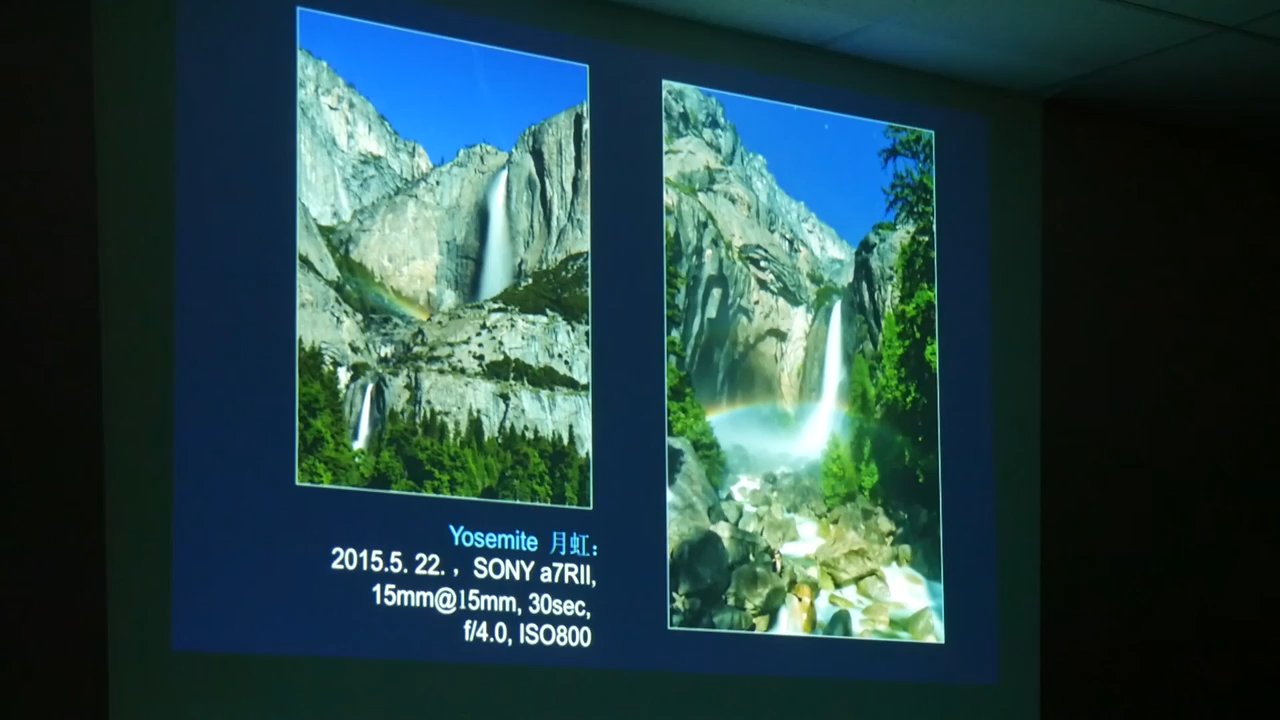 Yosemite 月虹:
2015.5. 22. , SONY a7RII,
15mm@15mm, 30sec,
f/4.0, ISO800